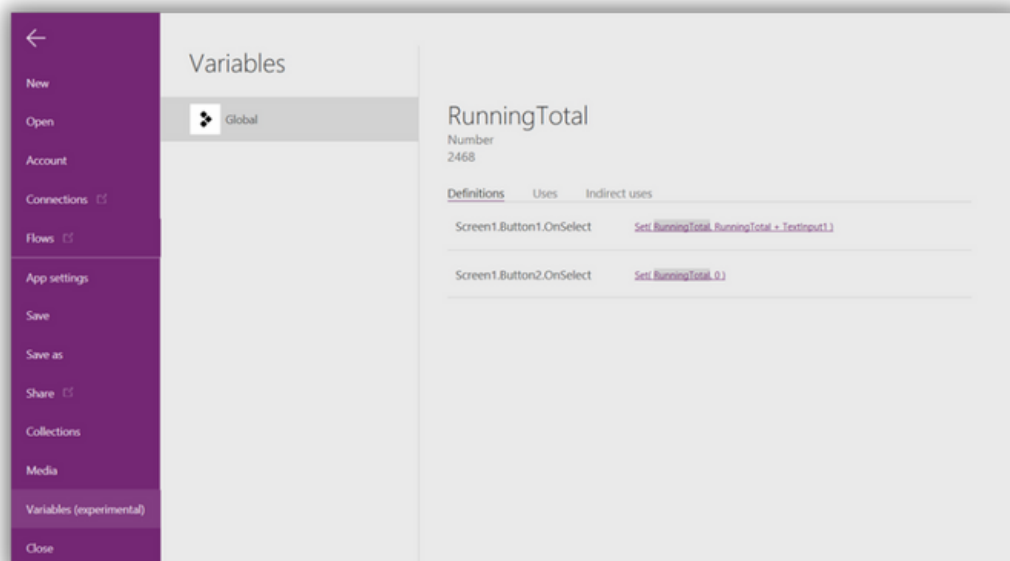 New
Open
Account
Connections
Flows
App settings
Save
Save as
Share
Collections
Media
Variables (experimental)
Close
Variables
Global
RunningTotal
Number
2468
Definitions Uses Indirect uses
Screen1.Button1.OnSelect Set( RunningTotal, RunningTotal + TextInput1 )
Screen1.Button2.OnSelect Set( RunningTotal, 0 )